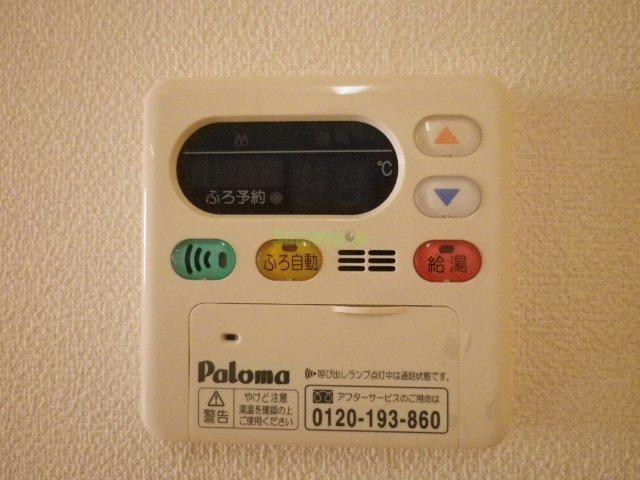 優先
℃
ふろ予約
ふろ自動
給湯
Paloma
呼び出しランプ点灯中は通話状態です。
警告
やけど注意
湯温を確認の上
ご使用ください
アフターサービスのご用命は
0120-193-860